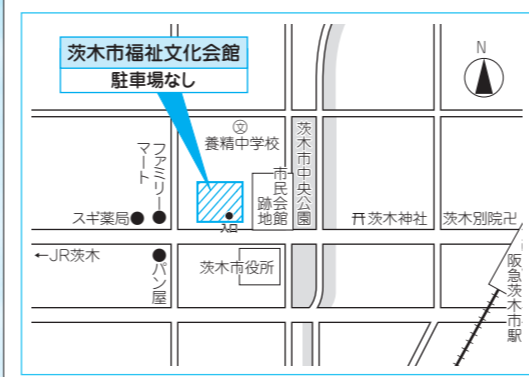 茨木市福祉文化会館
駐車場なし
N
養精中学校
文
茨木市中央公園
ファミリーマート
市民会館跡地
スギ薬局
入口
茨木神社
茨木別院
←JR茨木
パン屋
茨木市役所
阪急茨木市駅